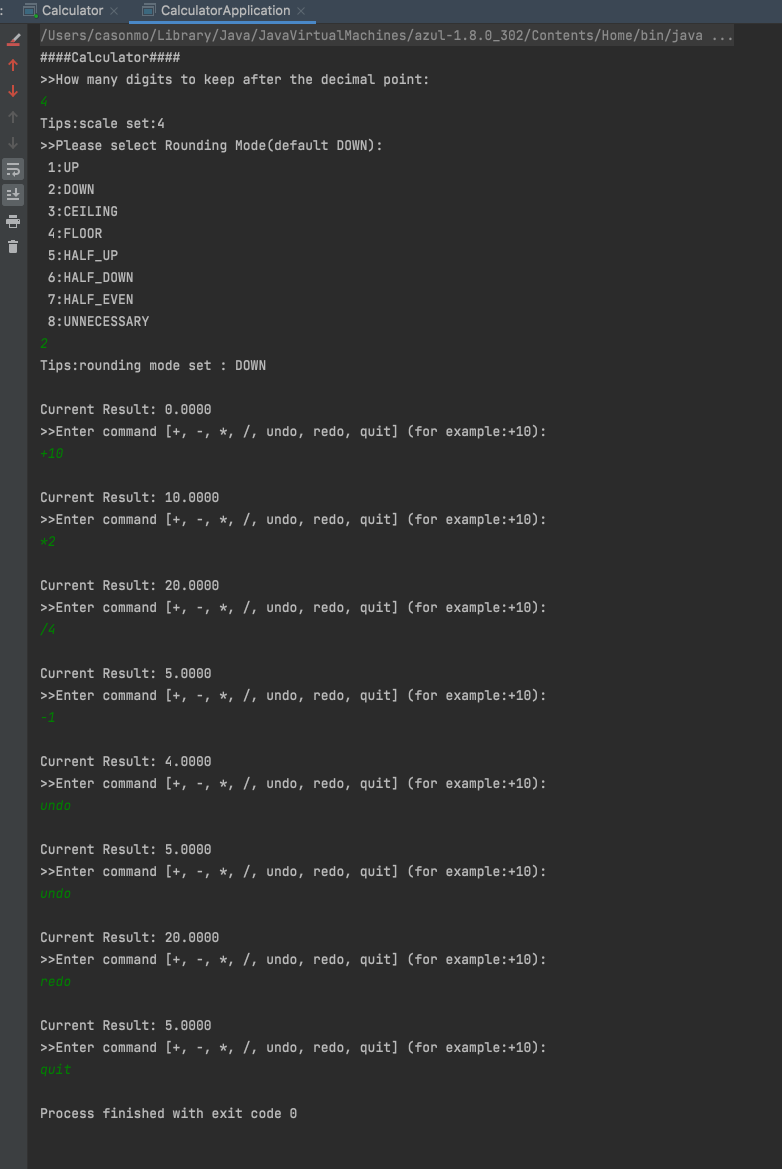 : Calculator × CalculatorApplication ×
/Users/casonmo/Library/Java/JavaVirtualMachines/azul-1.8.0_302/Contents/Home/bin/java ...
####Calculator####
>>How many digits to keep after the decimal point:
4
Tips:scale set:4
>>Please select Rounding Mode(default DOWN):
1:UP
2:DOWN
3:CEILING
4:FLOOR
5:HALF_UP
6:HALF_DOWN
7:HALF_EVEN
8:UNNECESSARY
2
Tips:rounding mode set : DOWN
Current Result: 0.0000
>>Enter command [+, -, *, /, undo, redo, quit] (for example:+10):
+10
Current Result: 10.0000
>>Enter command [+, -, *, /, undo, redo, quit] (for example:+10):
*2
Current Result: 20.0000
>>Enter command [+, -, *, /, undo, redo, quit] (for example:+10):
/4
Current Result: 5.0000
>>Enter command [+, -, *, /, undo, redo, quit] (for example:+10):
-1
Current Result: 4.0000
>>Enter command [+, -, *, /, undo, redo, quit] (for example:+10):
undo
Current Result: 5.0000
>>Enter command [+, -, *, /, undo, redo, quit] (for example:+10):
undo
Current Result: 20.0000
>>Enter command [+, -, *, /, undo, redo, quit] (for example:+10):
redo
Current Result: 5.0000
>>Enter command [+, -, *, /, undo, redo, quit] (for example:+10):
quit
Process finished with exit code 0